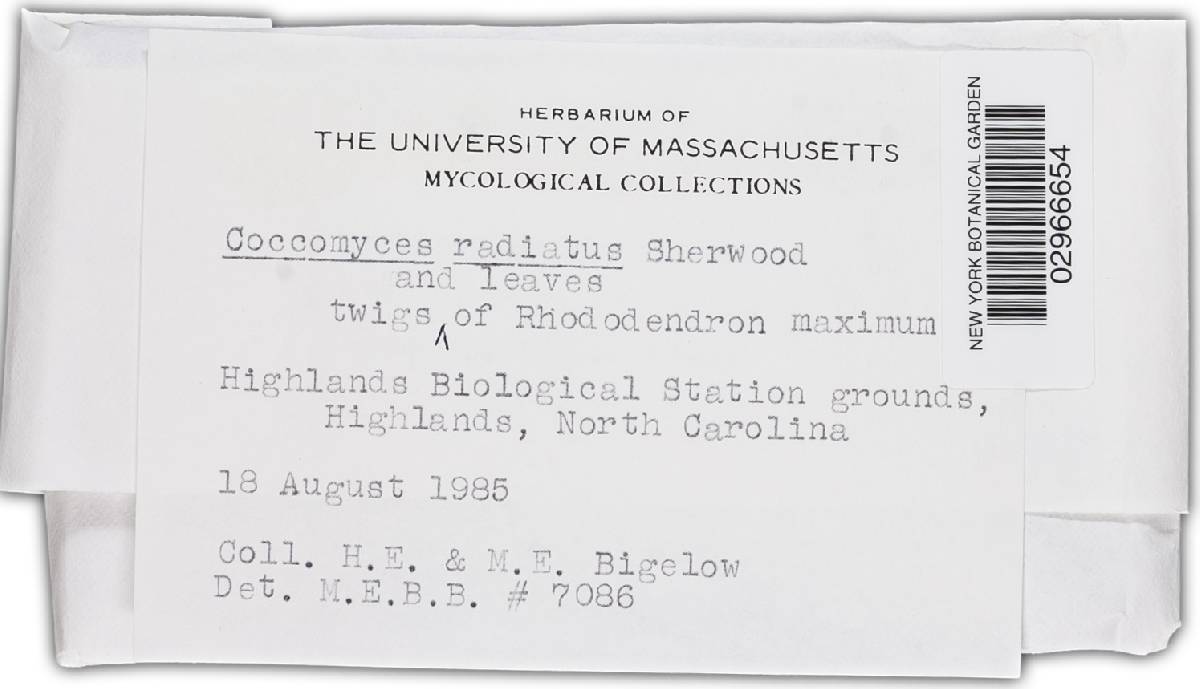 HERBARIUM OF
THE UNIVERSITY OF MASSACHUSETTS
MYCOLOGICAL COLLECTIONS
Coccomyces radiatus Sherwood
and leaves
twigs ^ of Rhododendron maximum
Highlands Biological Station grounds,
Highlands, North Carolina
18 August 1985
Coll. H.E. & M.E. Bigelow
Det. M.E.B.B. # 7086
NEW YORK BOTANICAL GARDEN
02966654